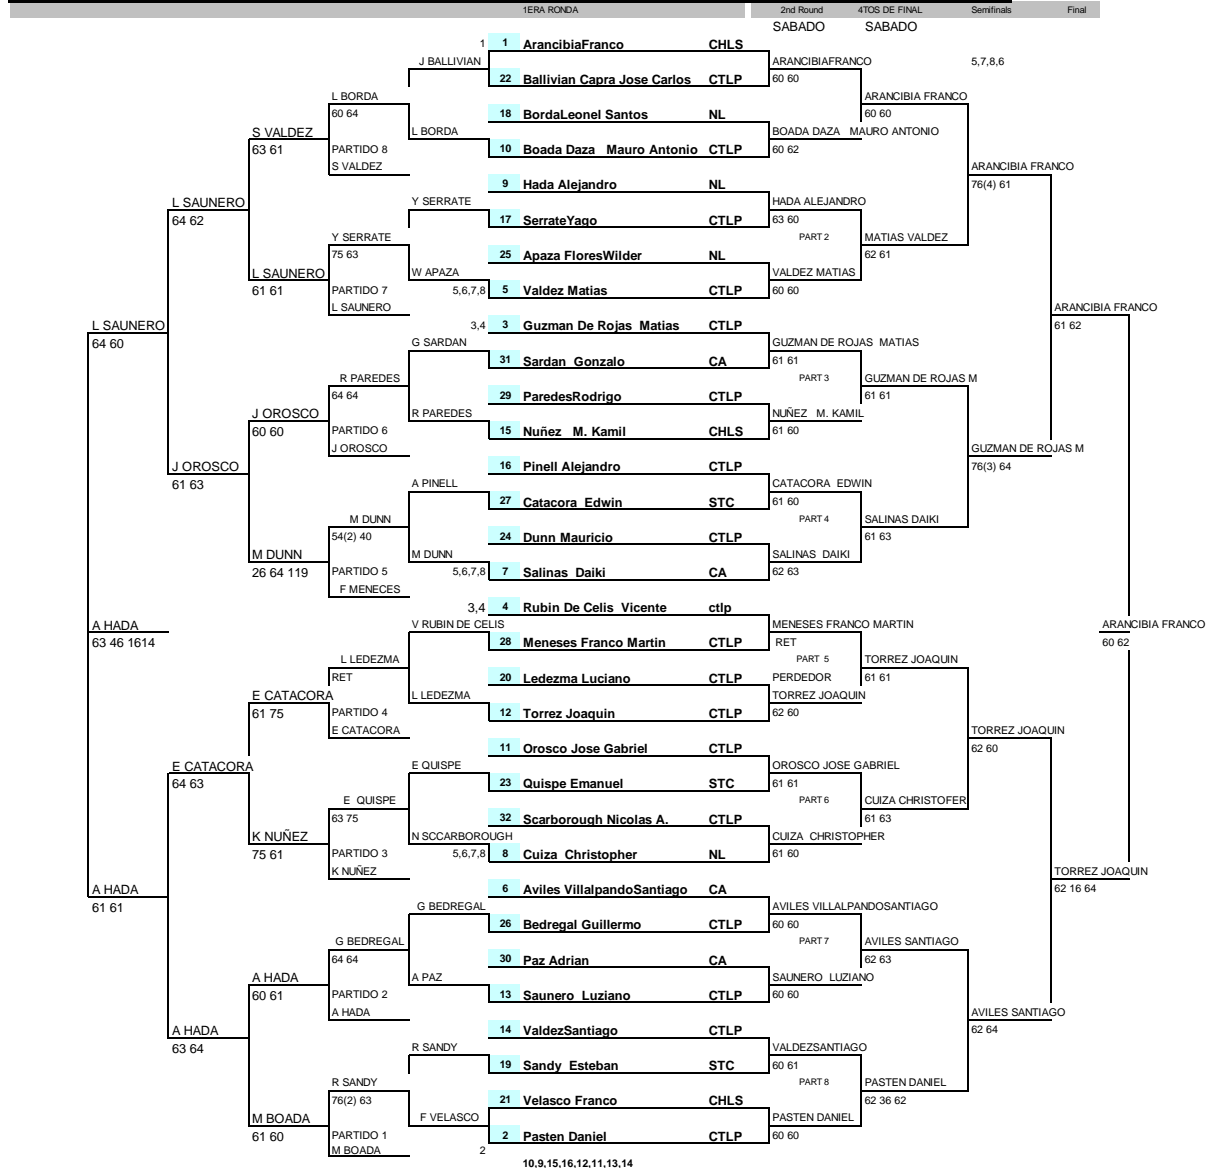 1ERA RONDA 2nd Round 4TOS DE FINAL Semifinals Final
SABADO SABADO
1 1 ArancibiaFranco CHLS
J BALLIVIAN ARANCIBIAFRANCO 5,7,8,6
22 Ballivian Capra Jose Carlos CTLP 60 60
L BORDA ARANCIBIA FRANCO
60 64 18 BordaLeonel Santos NL 60 60
S VALDEZ L BORDA BOADA DAZA MAURO ANTONIO
63 61 PARTIDO 8 10 Boada Daza Mauro Antonio CTLP 60 62
S VALDEZ ARANCIBIA FRANCO
9 Hada Alejandro NL 76(4) 61
L SAUNERO Y SERRATE HADA ALEJANDRO
64 62 17 SerrateYago CTLP 63 60
Y SERRATE PART 2 MATIAS VALDEZ
75 63 25 Apaza FloresWilder NL 62 61
L SAUNERO W APAZA VALDEZ MATIAS
61 61 PARTIDO 7 5,6,7,8 5 Valdez Matias CTLP 60 60
L SAUNERO ARANCIBIA FRANCO
L SAUNERO 3,4 3 Guzman De Rojas Matias CTLP 61 62
64 60 G SARDAN GUZMAN DE ROJAS MATIAS
31 Sardan Gonzalo CA 61 61
R PAREDES PART 3 GUZMAN DE ROJAS M
64 64 29 ParedesRodrigo CTLP 61 61
J OROSCO R PAREDES NUÑEZ M. KAMIL
60 60 PARTIDO 6 15 Nuñez M. Kamil CHLS 61 60
J OROSCO GUZMAN DE ROJAS M
J OROSCO 16 Pinell Alejandro CTLP 76(3) 64
61 63 A PINELL CATACORA EDWIN
27 Catacora Edwin STC 61 60
M DUNN PART 4 SALINAS DAIKI
54(2) 40 24 Dunn Mauricio CTLP 61 63
M DUNN M DUNN SALINAS DAIKI
26 64 119 PARTIDO 5 5,6,7,8 7 Salinas Daiki CA 62 63
F MENECES
3,4 4 Rubin De Celis Vicente ctlp
A HADA V RUBIN DE CELIS MENESES FRANCO MARTIN ARANCIBIA FRANCO
63 46 1614 28 Meneses Franco Martin CTLP RET 60 62
L LEDEZMA PART 5 TORREZ JOAQUIN
RET 20 Ledezma Luciano CTLP PERDEDOR 61 61
E CATACORA L LEDEZMA TORREZ JOAQUIN
61 75 PARTIDO 4 12 Torrez Joaquin CTLP 62 60
E CATACORA TORREZ JOAQUIN
11 Orosco Jose Gabriel CTLP 62 60
E CATACORA E QUISPE OROSCO JOSE GABRIEL
64 63 23 Quispe Emanuel STC 61 61
E QUISPE PART 6 CUIZA CHRISTOFER
63 75 32 Scarborough Nicolas A. CTLP 61 63
K NUÑEZ N SCCARBOROUGH CUIZA CHRISTOPHER
75 61 PARTIDO 3 5,6,7,8 8 Cuiza Christopher NL 61 60
K NUÑEZ TORREZ JOAQUIN
A HADA 6 Aviles VillalpandoSantiago CA 62 16 64
61 61 G BEDREGAL AVILES VILLALPANDOSANTIAGO
26 Bedregal Guillermo CTLP 60 60
G BEDREGAL PART 7 AVILES SANTIAGO
64 64 30 Paz Adrian CA 62 63
A HADA A PAZ SAUNERO LUZIANO
60 61 PARTIDO 2 13 Saunero Luziano CTLP 60 60
A HADA AVILES SANTIAGO
A HADA 14 ValdezSantiago CTLP 62 64
63 64 R SANDY VALDEZSANTIAGO
19 Sandy Esteban STC 60 61
R SANDY PART 8 PASTEN DANIEL
76(2) 63 21 Velasco Franco CHLS 62 36 62
M BOADA F VELASCO PASTEN DANIEL
61 60 PARTIDO 1 2 Pasten Daniel CTLP 60 60
M BOADA 2
10,9,15,16,12,11,13,14